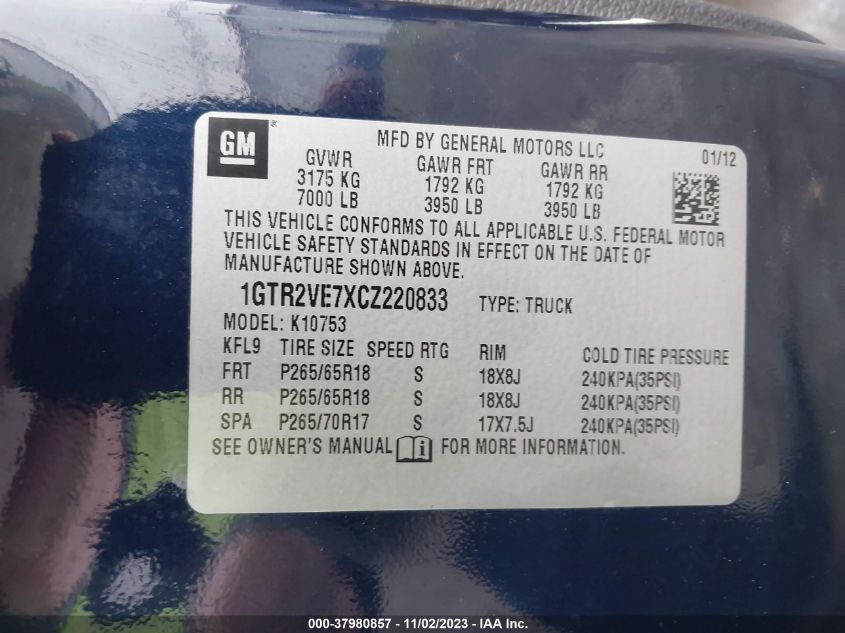 GM
MFD BY GENERAL MOTORS LLC
01/12
GVWR GAWR FRT GAWR RR
3175 KG 1792 KG 1792 KG
7000 LB 3950 LB 3950 LB
THIS VEHICLE CONFORMS TO ALL APPLICABLE U.S. FEDERAL MOTOR
VEHICLE SAFETY STANDARDS IN EFFECT ON THE DATE OF
MANUFACTURE SHOWN ABOVE.
1GTR2VE7XCZ220833 TYPE: TRUCK
MODEL: K10753
KFL9 TIRE SIZE SPEED RTG RIM COLD TIRE PRESSURE
FRT P265/65R18 S 18X8J 240KPA(35PSI)
RR P265/65R18 S 18X8J 240KPA(35PSI)
SPA P265/70R17 S 17X7.5J 240KPA(35PSI)
SEE OWNER'S MANUAL i FOR MORE INFORMATION.
000-37980857 - 11/02/2023 - IAA Inc.